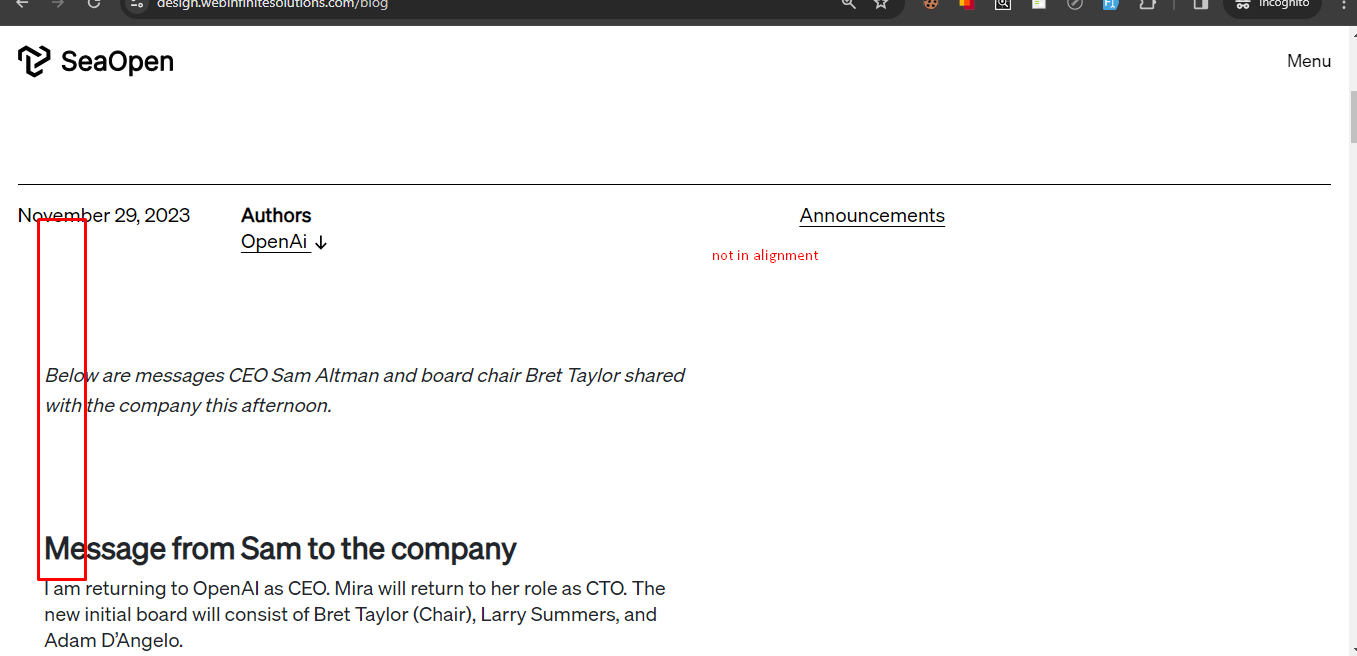 design.webinfinitesolutions.com/blog
Incognito
SeaOpen
Menu
November 29, 2023
Authors
Announcements
OpenAi ↓
not in alignment
Below are messages CEO Sam Altman and board chair Bret Taylor shared
with the company this afternoon.
Message from Sam to the company
I am returning to OpenAI as CEO. Mira will return to her role as CTO. The
new initial board will consist of Bret Taylor (Chair), Larry Summers, and
Adam D’Angelo.